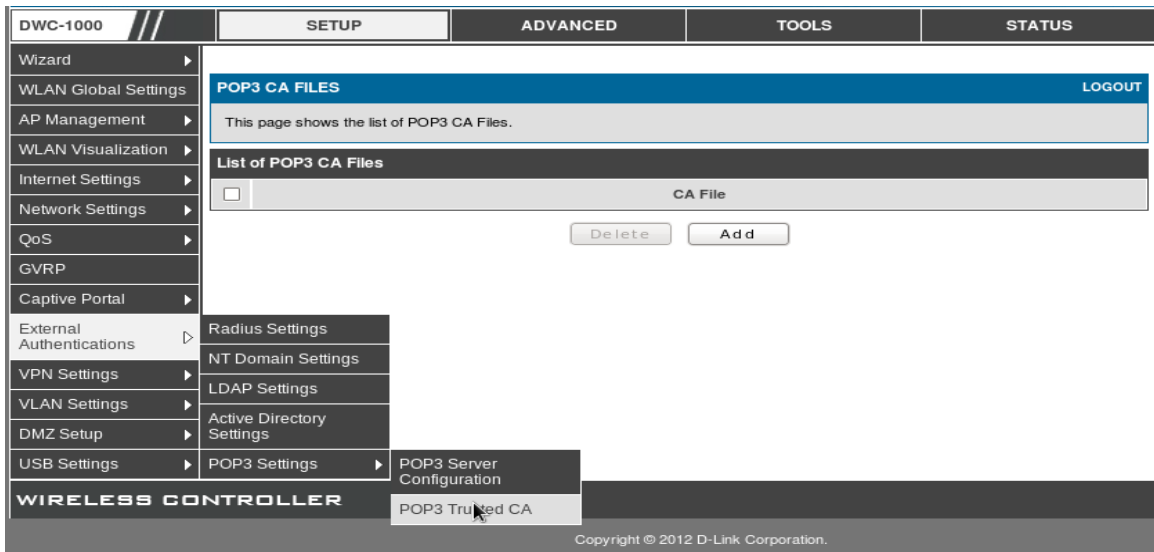 DWC-1000
SETUP
ADVANCED
TOOLS
STATUS
Wizard
WLAN Global Settings
AP Management
WLAN Visualization
Internet Settings
Network Settings
QoS
GVRP
Captive Portal
External
Authentications
VPN Settings
VLAN Settings
DMZ Setup
USB Settings
POP3 CA FILES
LOGOUT
This page shows the list of POP3 CA Files.
List of POP3 CA Files
CA File
Delete
Add
Radius Settings
NT Domain Settings
LDAP Settings
Active Directory
Settings
POP3 Settings
POP3 Server
Configuration
POP3 Trusted CA
WIRELESS CONTROLLER
Copyright © 2012 D-Link Corporation.